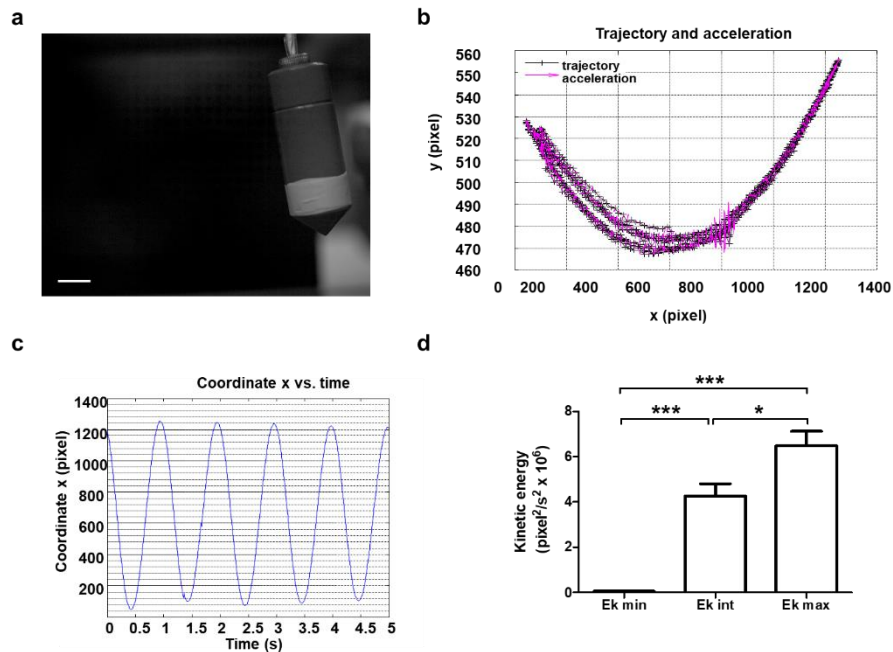 a
b
Trajectory and acceleration
trajectory
acceleration
560
550
540
530
520
510
500
490
480
470
460
y (pixel)
0 200 400 600 800 1000 1200 1400
x (pixel)
c
Coordinate x vs. time
1400
1200
1000
800
600
400
200
Coordinate x (pixel)
0 0.5 1 1.5 2 2.5 3 3.5 4 4.5 5
Time (s)
d
***
*** *
8
6
4
2
0
Kinetic energy
(pixel²/s² x 10⁶)
Ek min Ek int Ek max